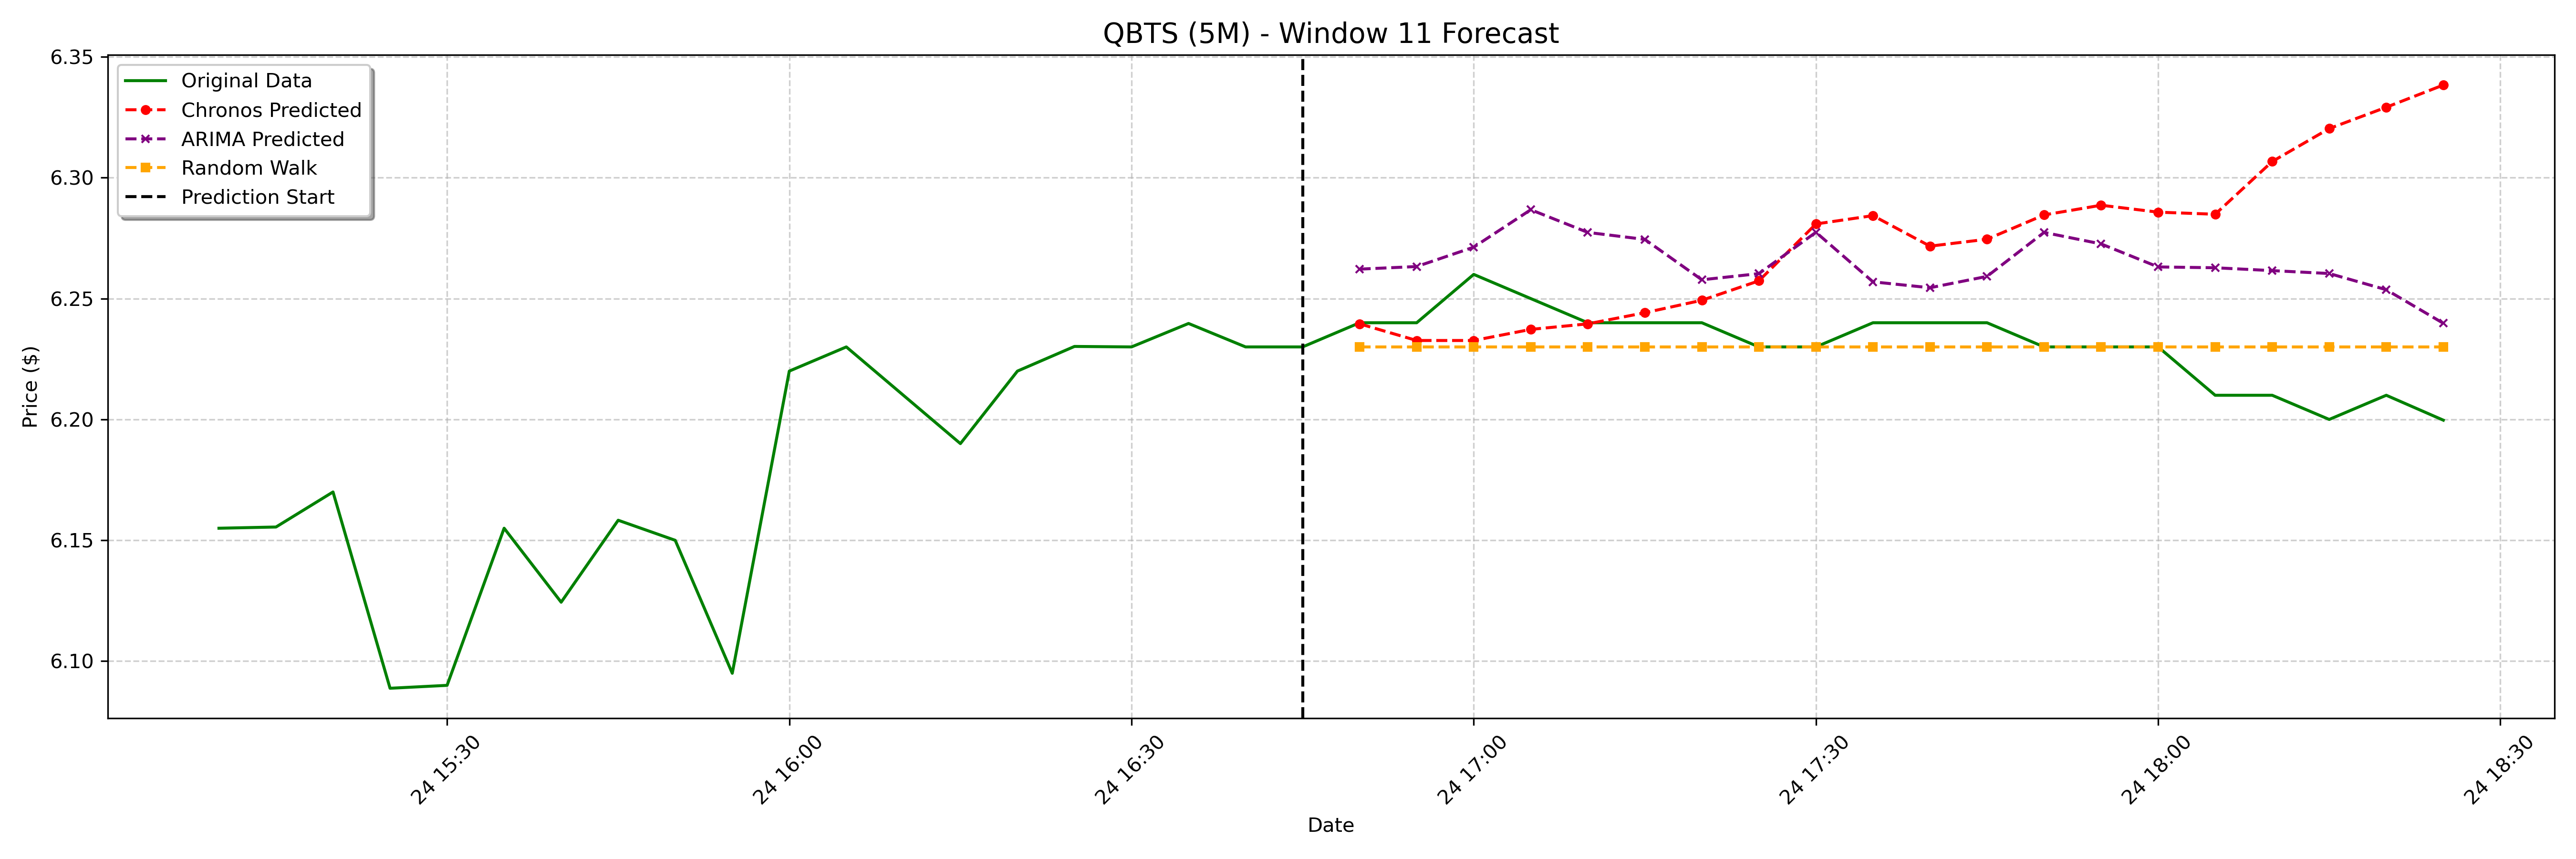 QBTS (5M) - Window 11 Forecast
Original Data
Chronos Predicted
ARIMA Predicted
Random Walk
Prediction Start
Price ($)
6.35
6.30
6.25
6.20
6.15
6.10
24 15:30
24 16:00
24 16:30
24 17:00
24 17:30
24 18:00
24 18:30
Date